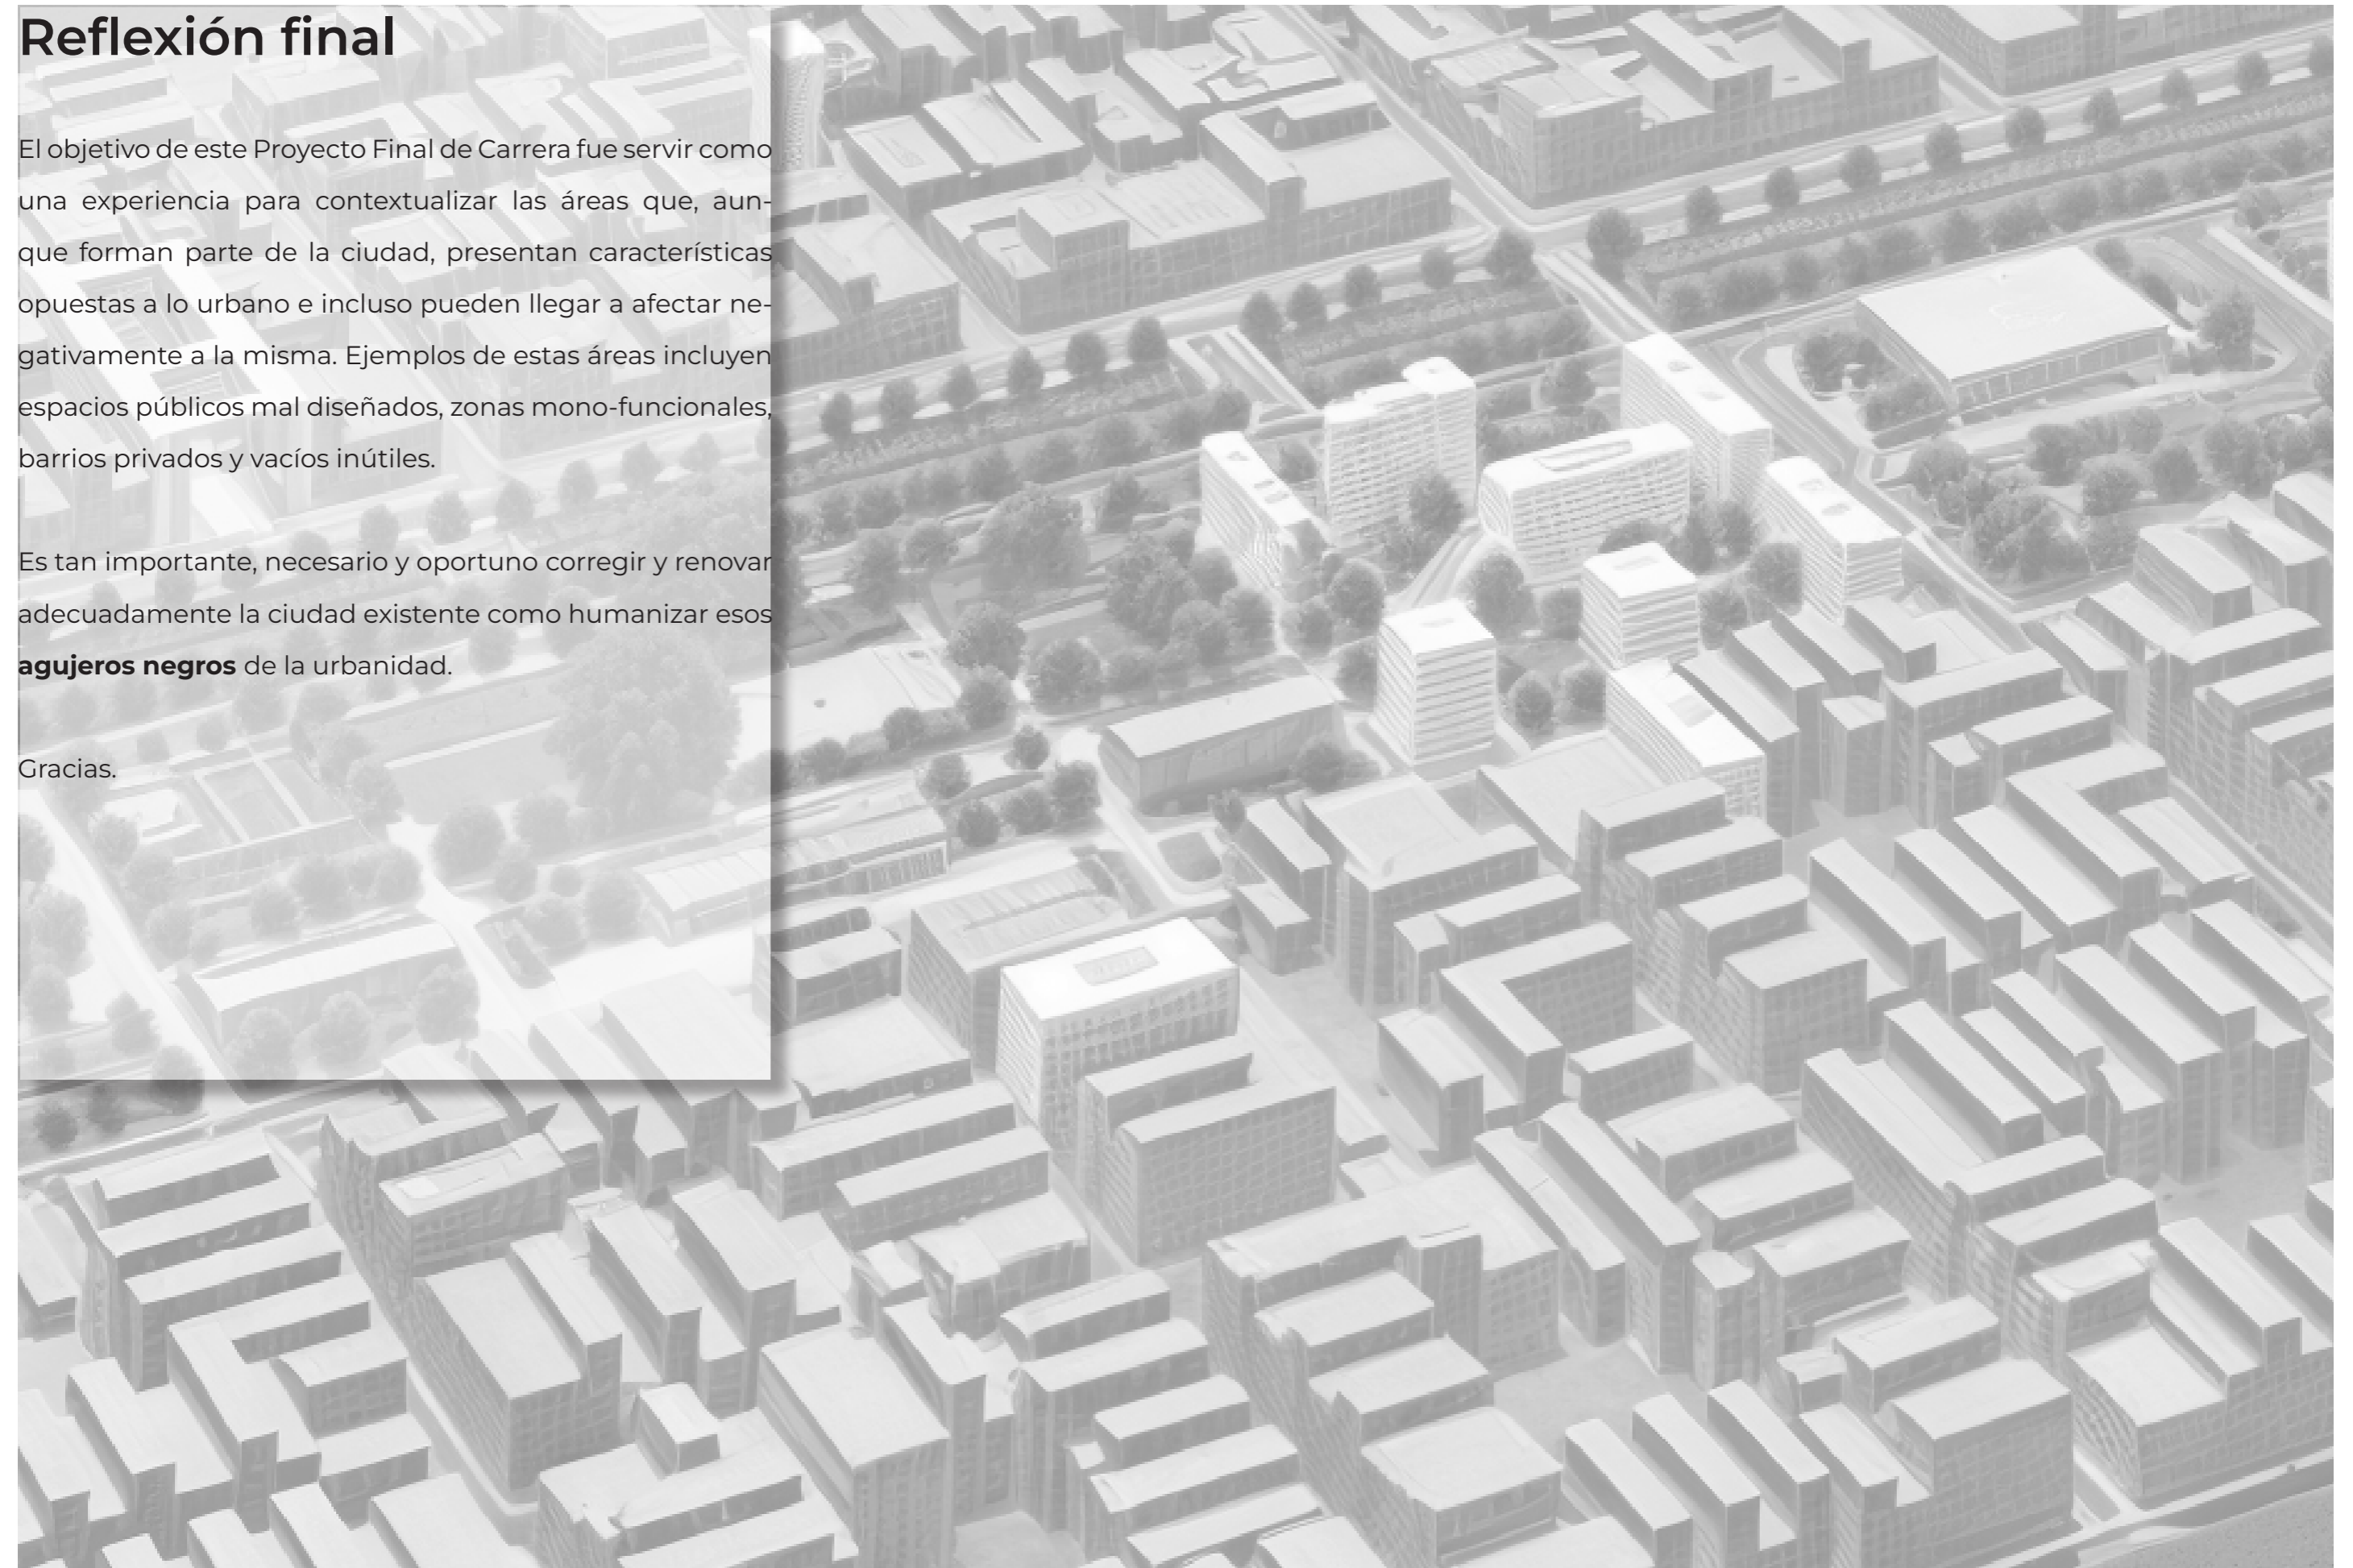 Reflexión final
El objetivo de este Proyecto Final de Carrera fue servir como
una experiencia para contextualizar las áreas que, aun-
que forman parte de la ciudad, presentan características
opuestas a lo urbano e incluso pueden llegar a afectar ne-
gativamente a la misma. Ejemplos de estas áreas incluyen
espacios públicos mal diseñados, zonas mono-funcionales,
barrios privados y vacíos inútiles.
Es tan importante, necesario y oportuno corregir y renovar
adecuadamente la ciudad existente como humanizar esos
agujeros negros de la urbanidad.
Gracias.